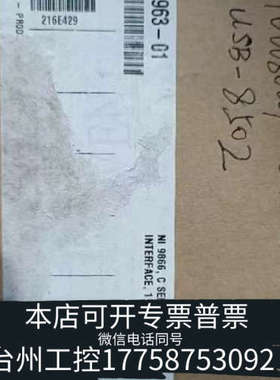 - PROD.
216E429
963-01
NI 9866, C SE
INTERFACE, 1
USB-8502
本店可开专票普票
微信电话同号
台州工控17758753092